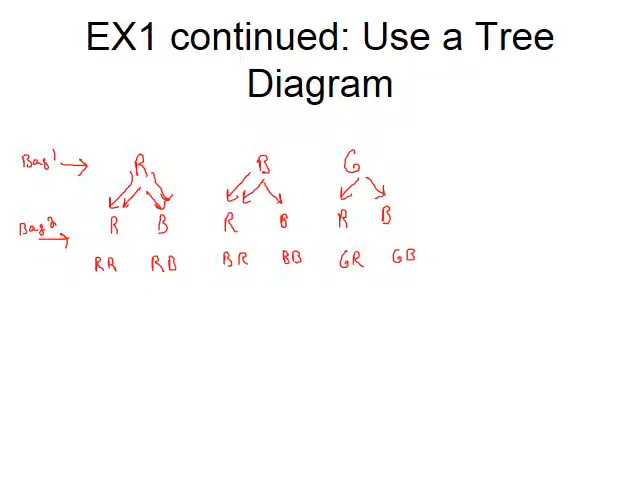 EX1 continued: Use a Tree
Diagram
Bag 1 R B G
Bag 2 R B R B R B
RR RB BR BB GR GB